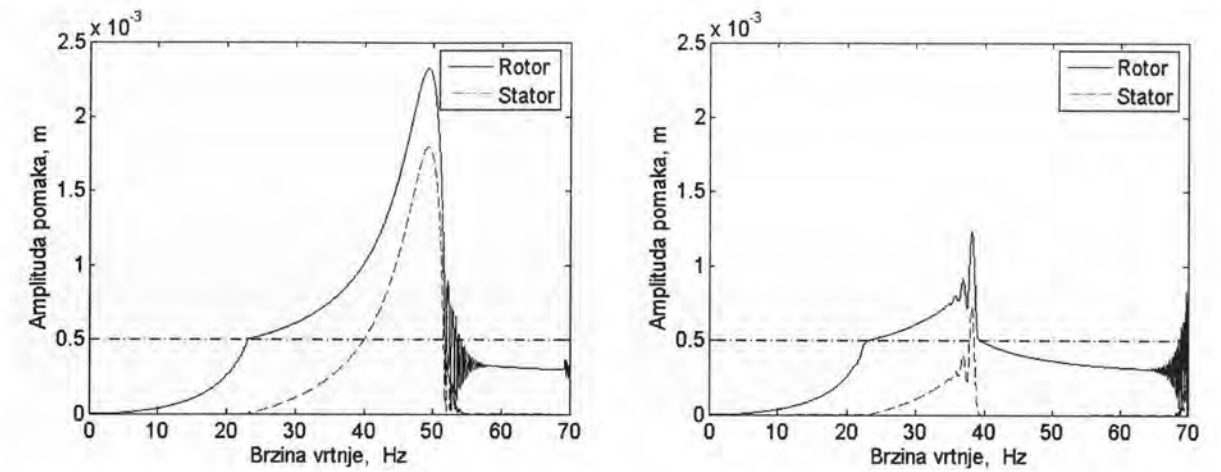 x 10⁻³
2.5
2
1.5
1
0.5
0
Amplituda pomaka, m
Rotor
Stator
0 10 20 30 40 50 60 70
Brzina vrtnje, Hz
x 10⁻³
2.5
2
1.5
1
0.5
0
Amplituda pomaka, m
Rotor
Stator
0 10 20 30 40 50 60 70
Brzina vrtnje, Hz